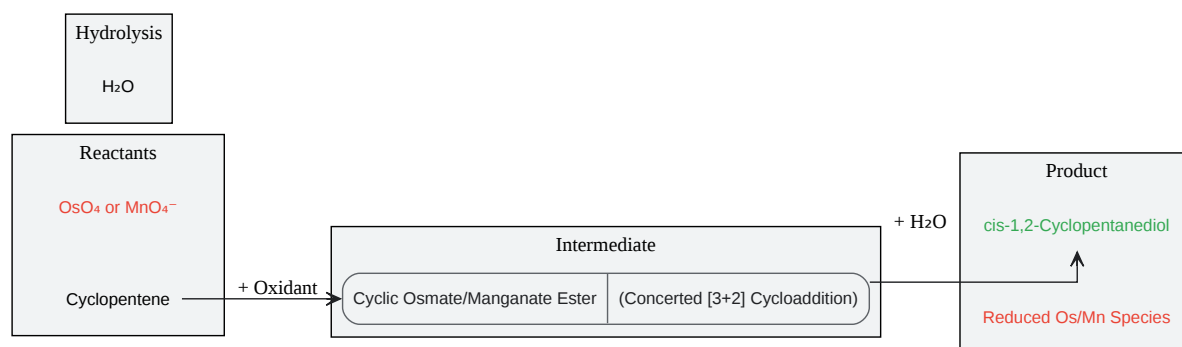 Hydrolysis
H₂O
Reactants
OsO₄ or MnO₄⁻
Cyclopentene
+ Oxidant
Intermediate
Cyclic Osmate/Manganate Ester
(Concerted [3+2] Cycloaddition)
+ H₂O
Product
cis-1,2-Cyclopentanediol
Reduced Os/Mn Species